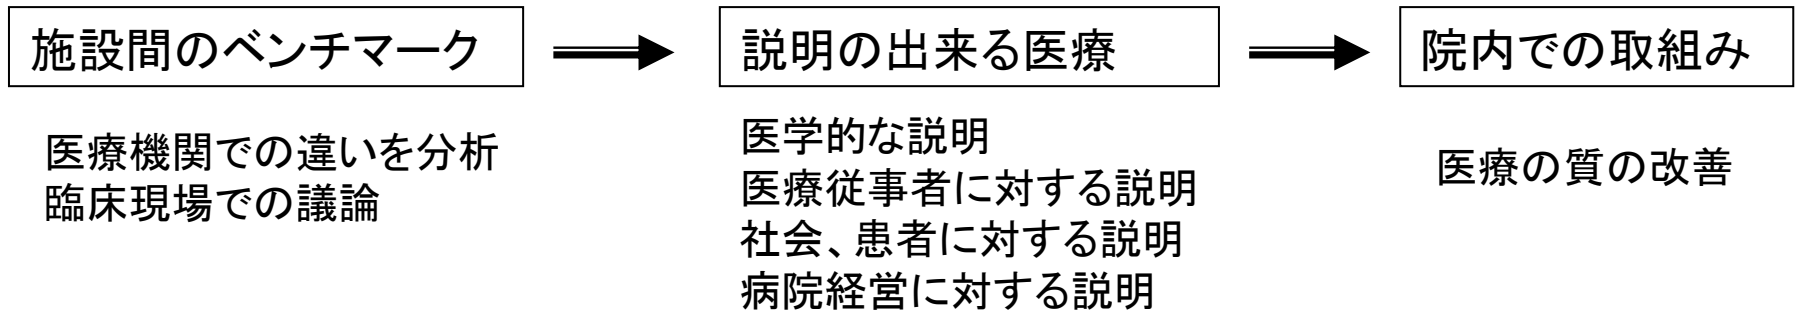 施設間のベンチマーク
医療機関での違いを分析
臨床現場での議論
説明の出来る医療
医学的な説明
医療従事者に対する説明
社会、患者に対する説明
病院経営に対する説明
院内での取組み
医療の質の改善